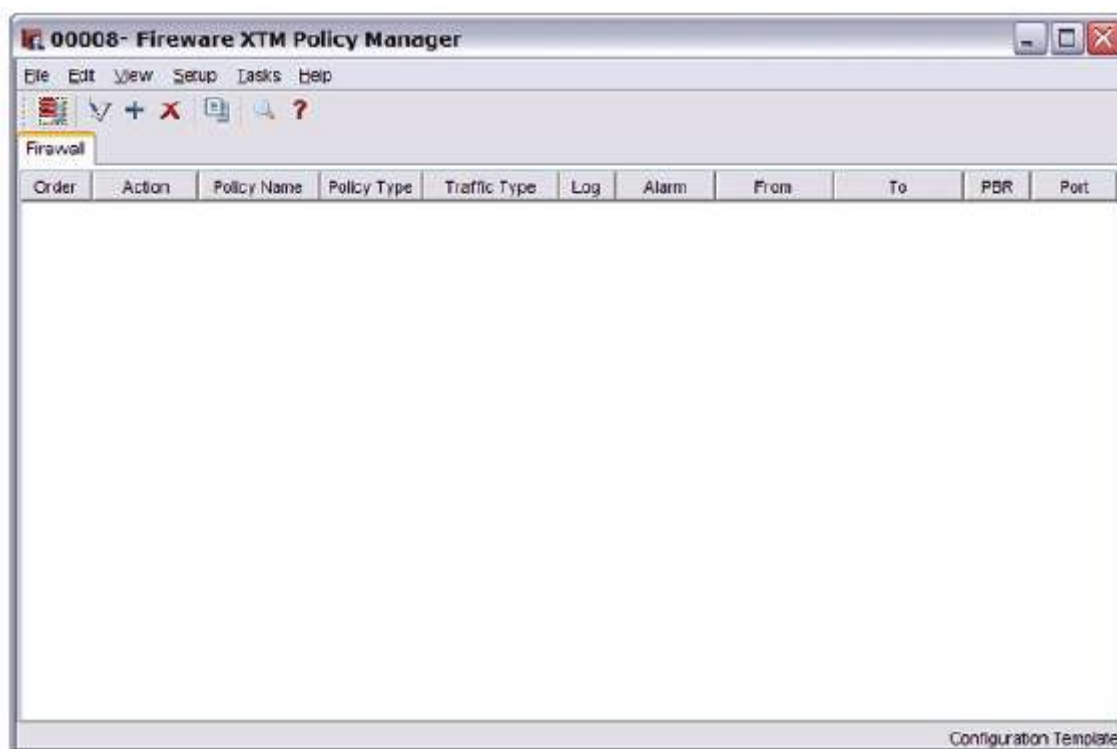 00008- Fireware XTM Policy Manager
File Edit View Setup Tasks Help
?
Firewall
Order Action Policy Name Policy Type Traffic Type Log Alarm From To PBR Port
Configuration Template